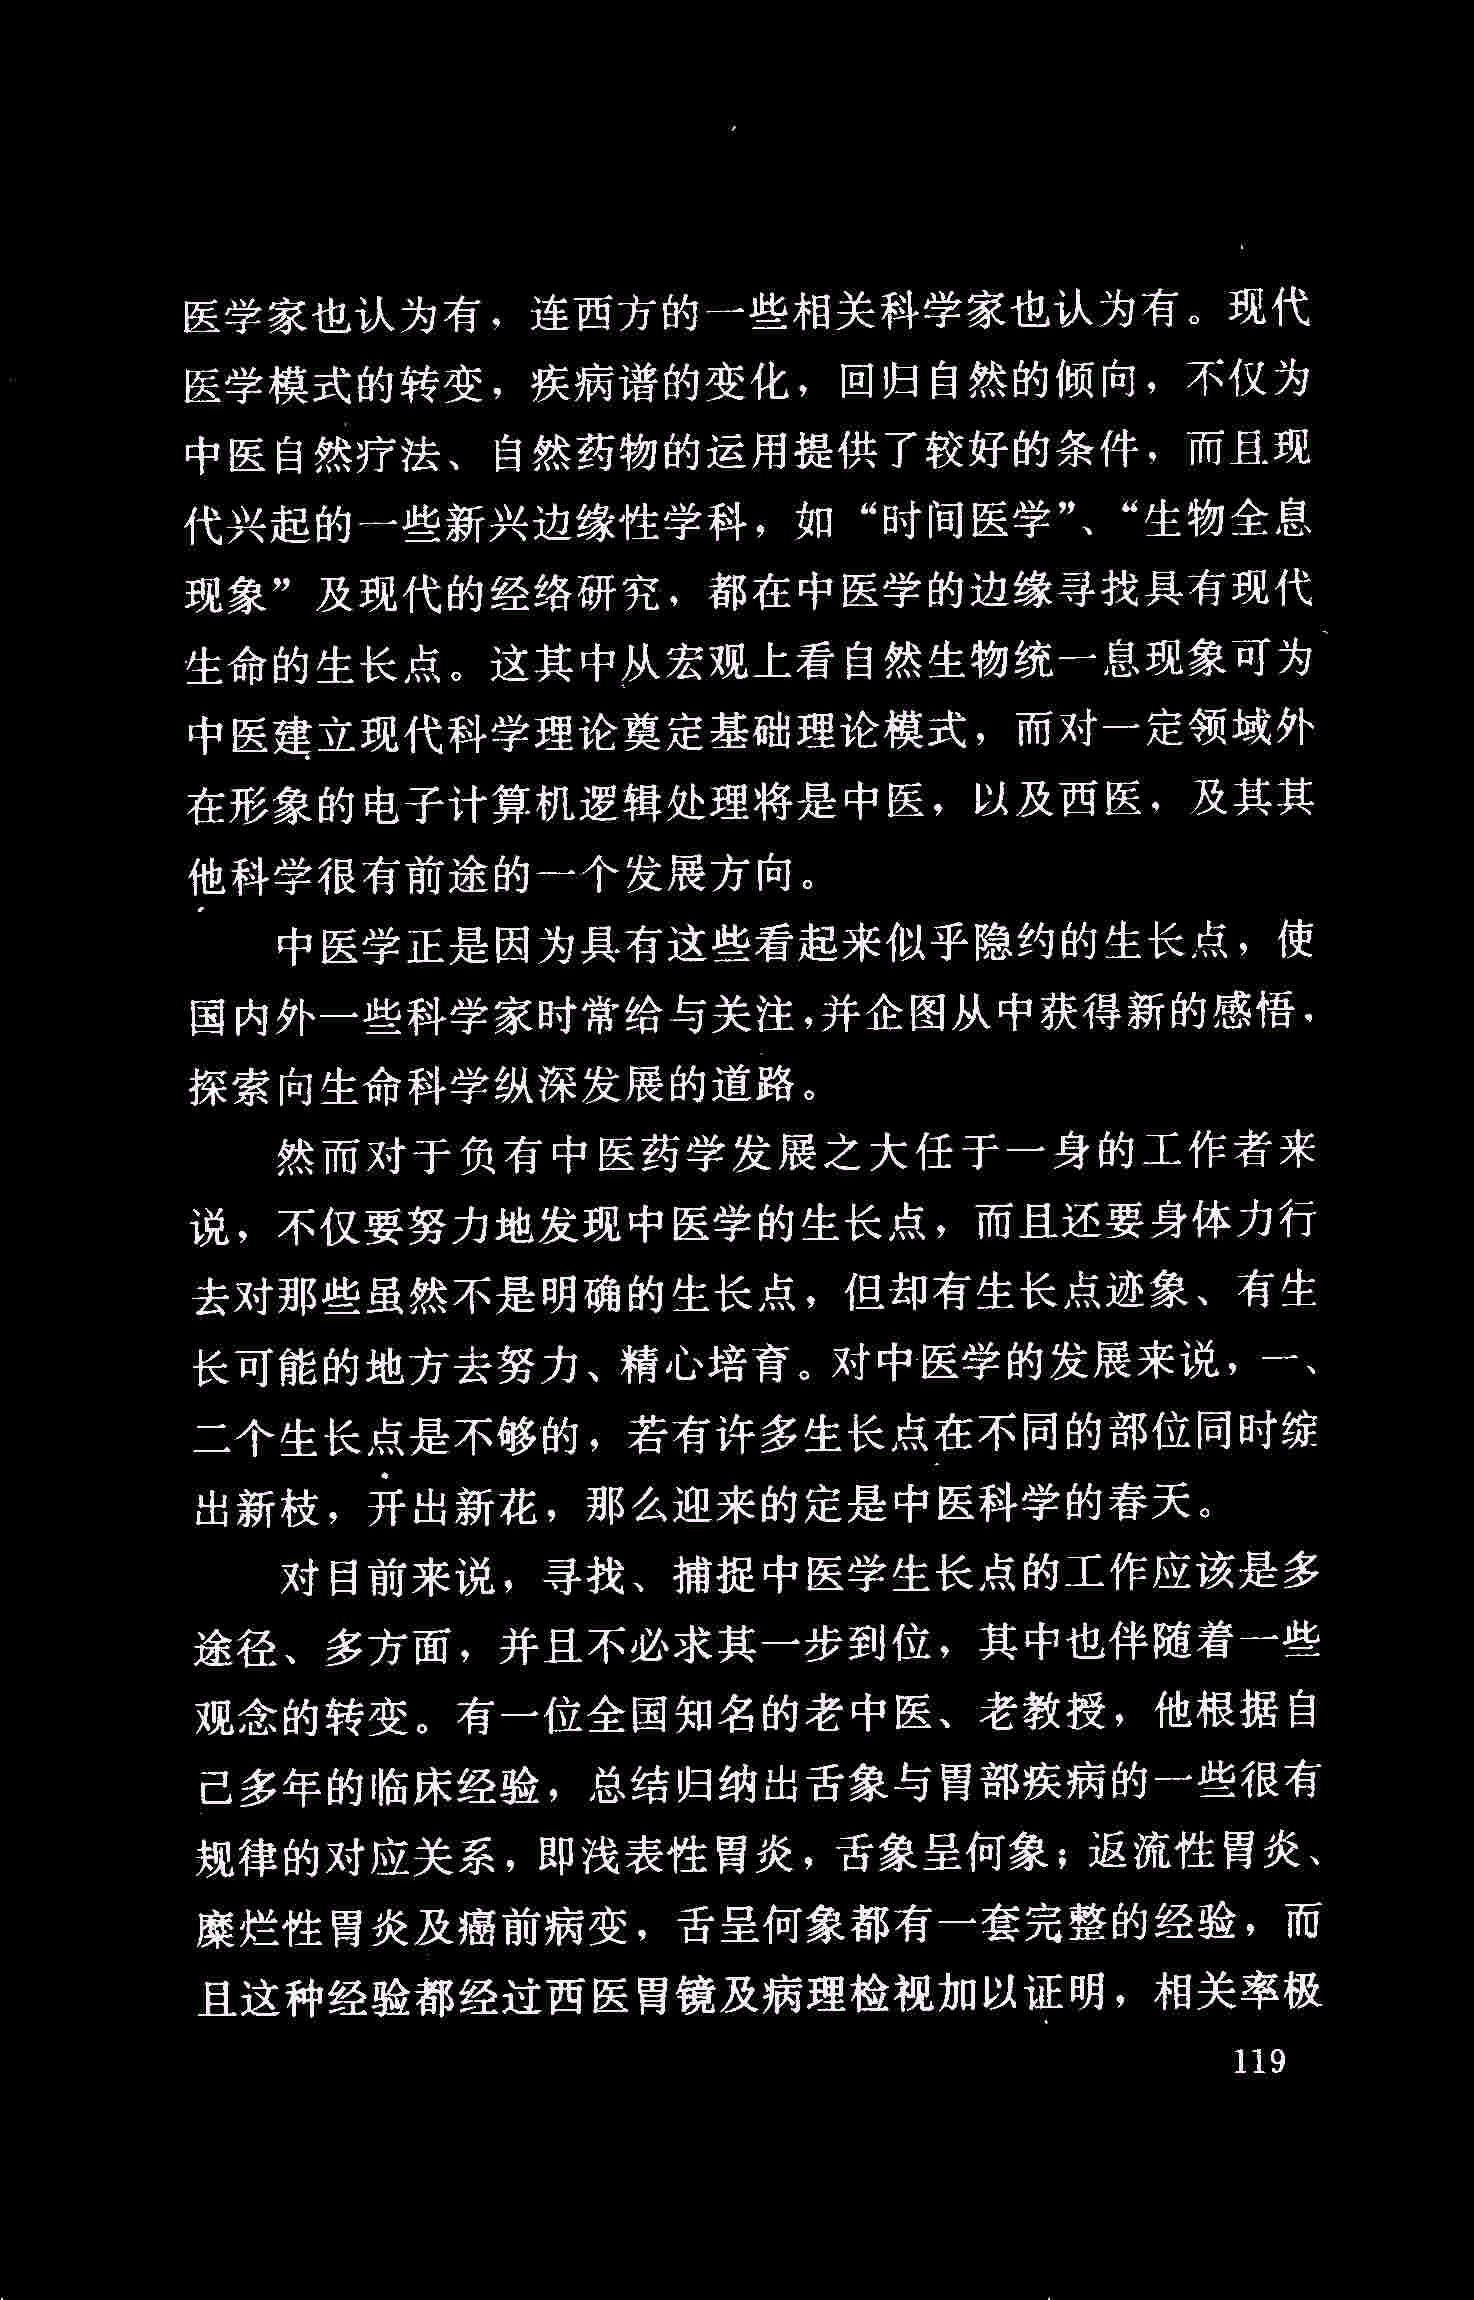 医学家也认为有，连西方的一些相关科学家也认为有。现代
医学模式的转变，疾病谱的变化，回归自然的倾向，不仅为
中医自然疗法、自然药物的运用提供了较好的条件，而且现
代兴起的一些新兴边缘性学科，如“时间医学”、“生物全息
现象”及现代的经络研究，都在中医学的边缘寻找具有现代
生命的生长点。这其中从宏观上看自然生物统一息现象可为
中医建立现代科学理论奠定基础理论模式，而对一定领域外
在形象的电子计算机逻辑处理将是中医，以及西医，及其其
他科学很有前途的一个发展方向。
中医学正是因为具有这些看起来似乎隐约的生长点，使
国内外一些科学家时常给与关注，并企图从中获得新的感悟，
探索向生命科学纵深发展的道路。
然而对于负有中医药学发展之大任于一身的工作者来
说，不仅要努力地发现中医学的生长点，而且还要身体力行
去对那些虽然不是明确的生长点，但却有生长点迹象、有生
长可能的地方去努力、精心培育。对中医学的发展来说，一、
二个生长点是不够的，若有许多生长点在不同的部位同时绽
出新枝，开出新花，那么迎来的定是中医科学的春天。
对目前来说，寻找、捕捉中医学生长点的工作应该是多
途径、多方面，并且不必求其一步到位，其中也伴随着一些
观念的转变。有一位全国知名的老中医、老教授，他根据自
己多年的临床经验，总结归纳出舌象与胃部疾病的一些很有
规律的对应关系，即浅表性胃炎，舌象呈何象；返流性胃炎、
糜烂性胃炎及癌前病变，舌呈何象都有一套完整的经验，而
且这种经验都经过西医胃镜及病理检视加以证明，相关率极
119